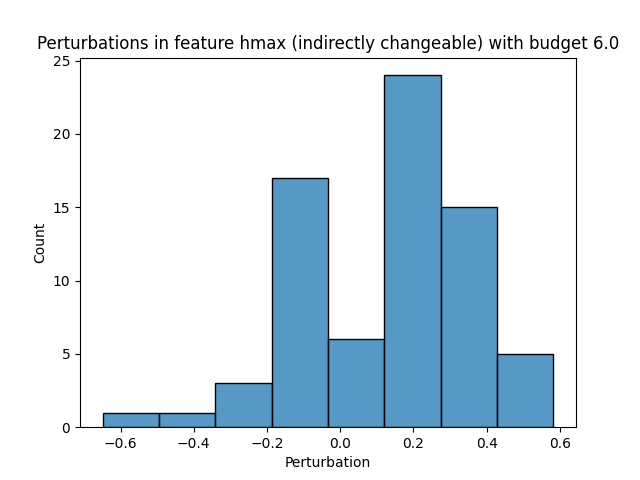 Perturbations in feature hmax (indirectly changeable) with budget 6.0
25
20
15
10
5
0
Count
−0.6 −0.4 −0.2 0.0 0.2 0.4 0.6
Perturbation